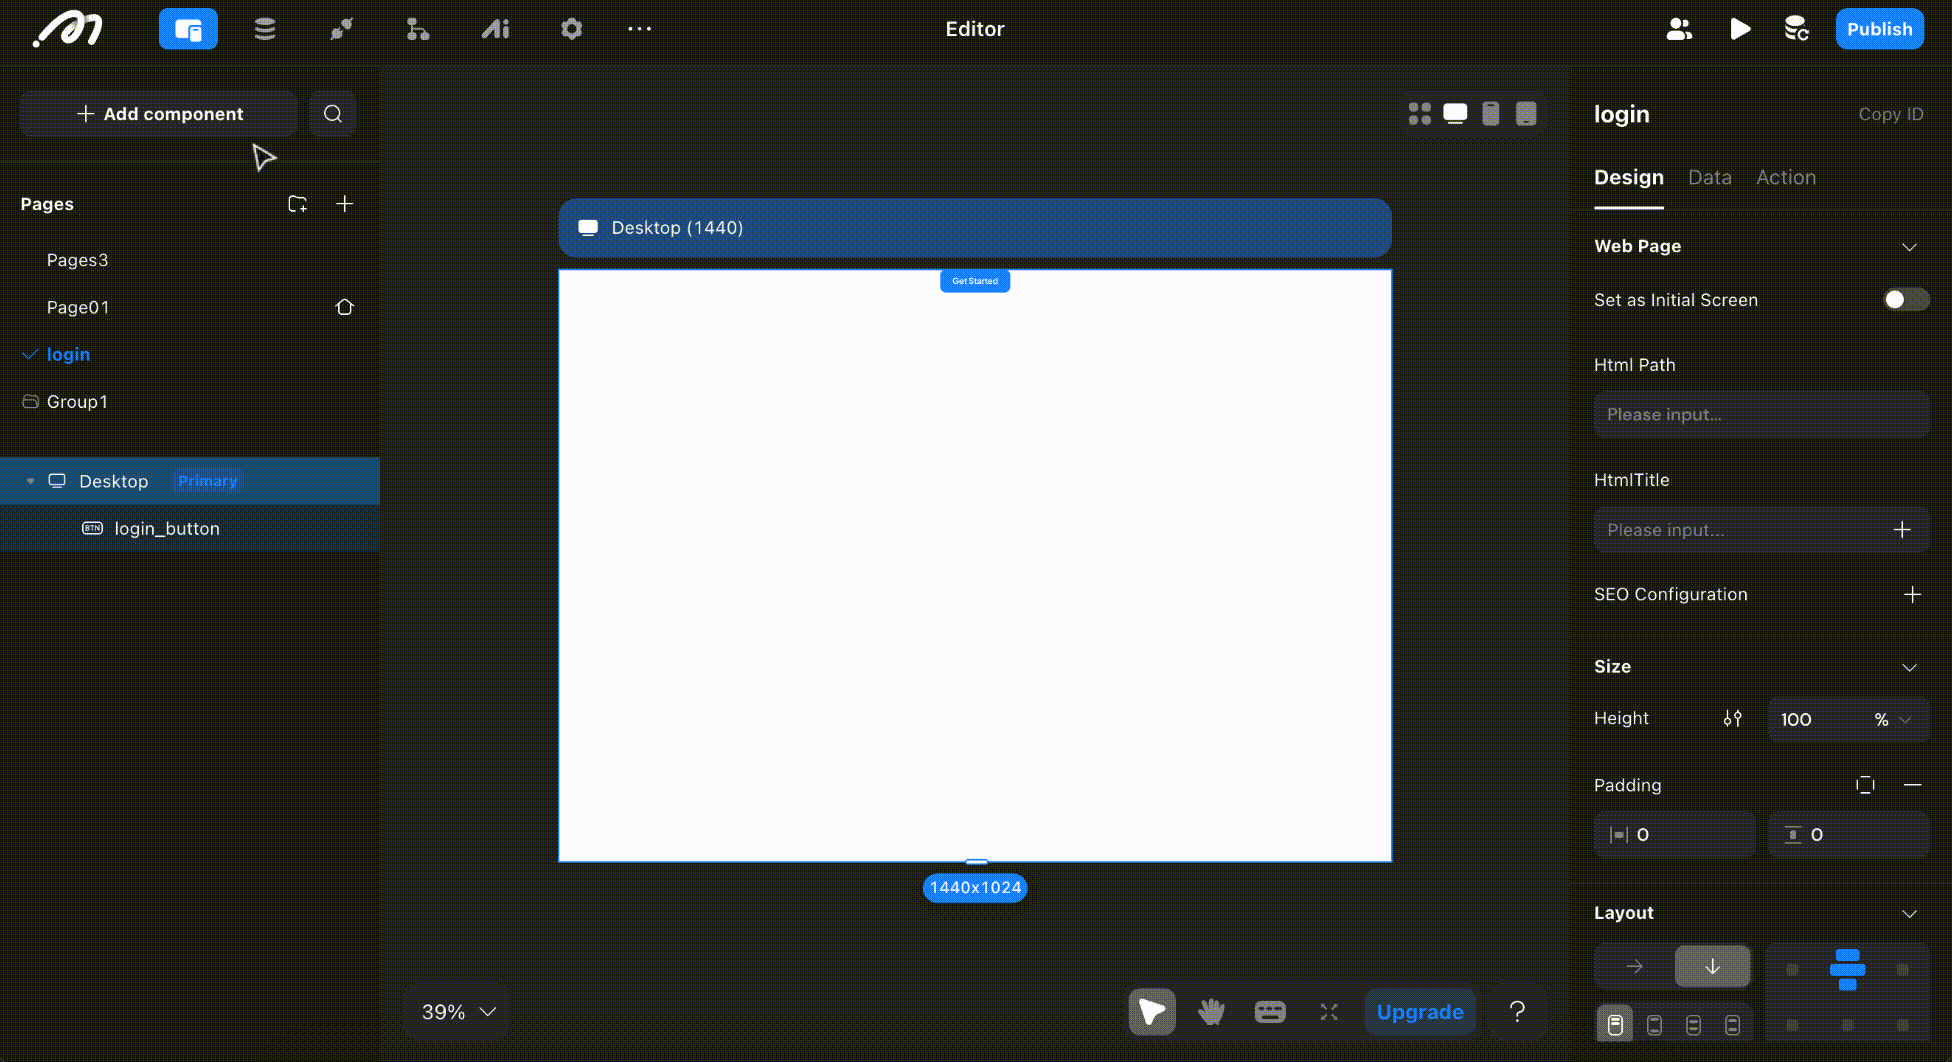 Editor
Publish
Add component
Pages
Pages3
Page01
login
Group1
Desktop Primary
BTN login_button
Desktop (1440)
Get Started
1440x1024
39%
Upgrade
?
login
Copy ID
Design Data Action
Web Page
Set as Initial Screen
Html Path
Please input...
HtmlTitle
Please input...
SEO Configuration
Size
Height 100 %
Padding
0 0
Layout